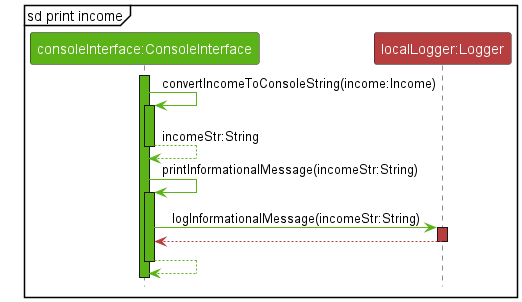 sd print income
consoleInterface:ConsoleInterface
localLogger:Logger
convertIncomeToConsoleString(income:Income)
incomeStr:String
printInformationalMessage(incomeStr:String)
logInformationalMessage(incomeStr:String)